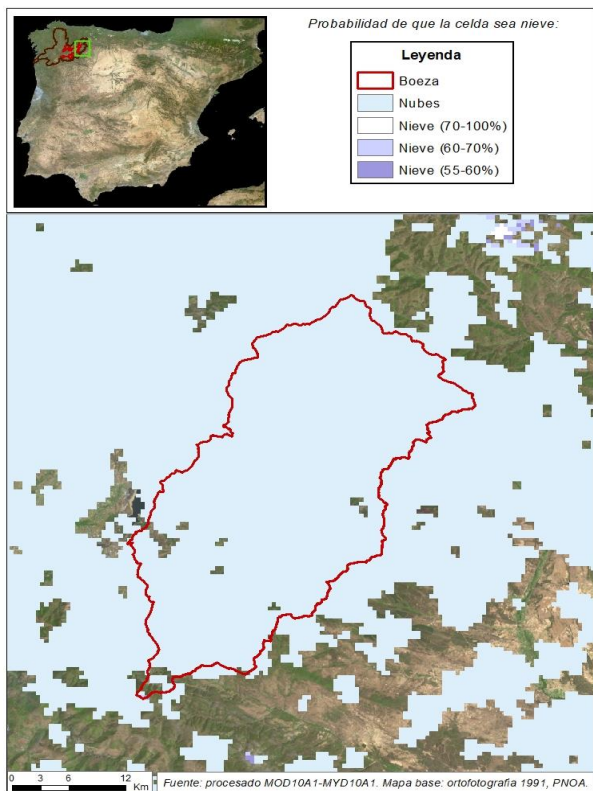 Probabilidad de que la celda sea nieve:
Leyenda
Boeza
Nubes
Nieve (70-100%)
Nieve (60-70%)
Nieve (55-60%)
0 3 6 12
Km
Fuente: procesado MOD10A1-MYD10A1. Mapa base: ortofotografía 1991, PNOA.